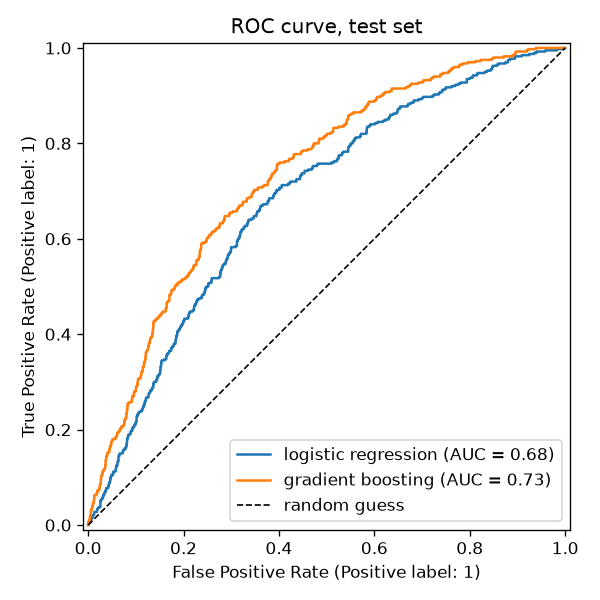 ROC curve, test set
1.0
0.8
0.6
0.4
0.2
0.0
True Positive Rate (Positive label: 1)
logistic regression (AUC = 0.68)
gradient boosting (AUC = 0.73)
random guess
0.0 0.2 0.4 0.6 0.8 1.0
False Positive Rate (Positive label: 1)